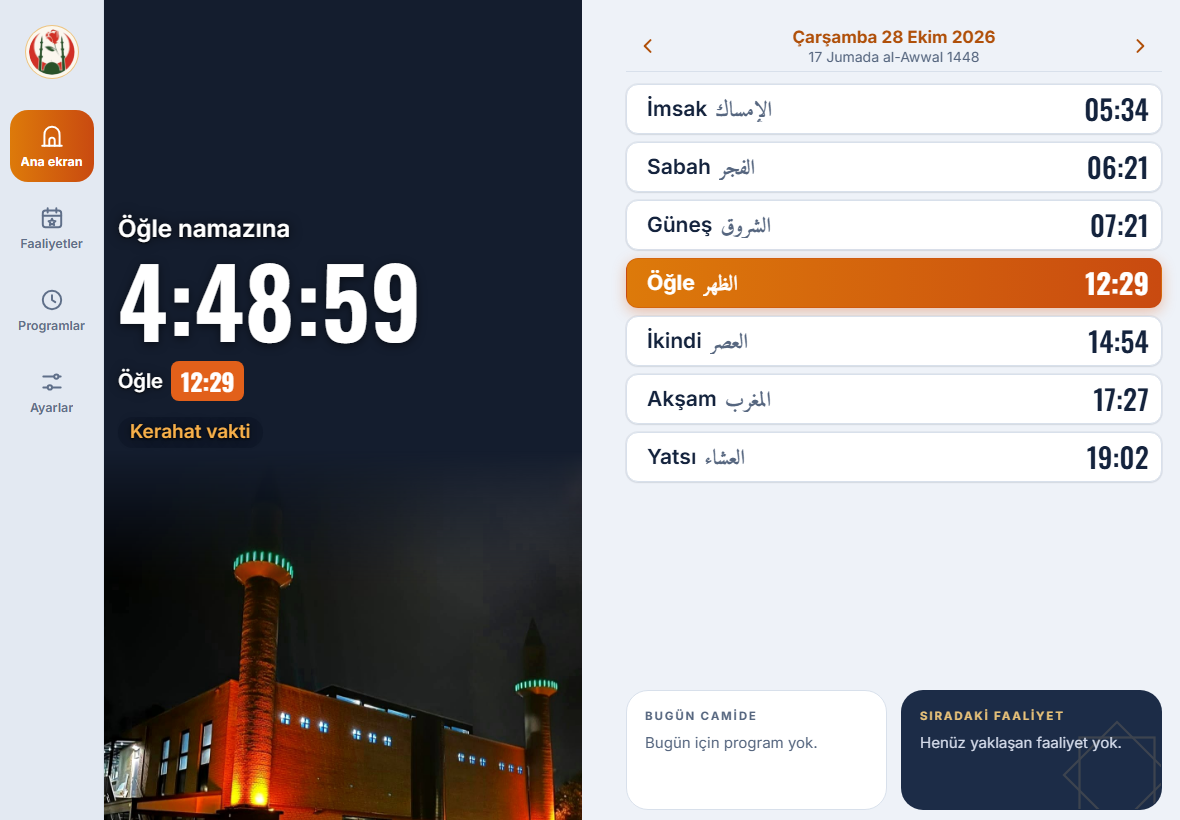 Ana ekran
Faaliyetler
Programlar
Ayarlar
Öğle namazına
4:48:59
Öğle 12:29
Kerahat vakti
Çarşamba 28 Ekim 2026
17 Jumada al-Awwal 1448
İmsak الإمساك 05:34
Sabah الفجر 06:21
Güneş الشروق 07:21
Öğle الظهر 12:29
İkindi العصر 14:54
Akşam المغرب 17:27
Yatsı العشاء 19:02
BUGÜN CAMİDE
Bugün için program yok.
SIRADAKİ FAALİYET
Henüz yaklaşan faaliyet yok.